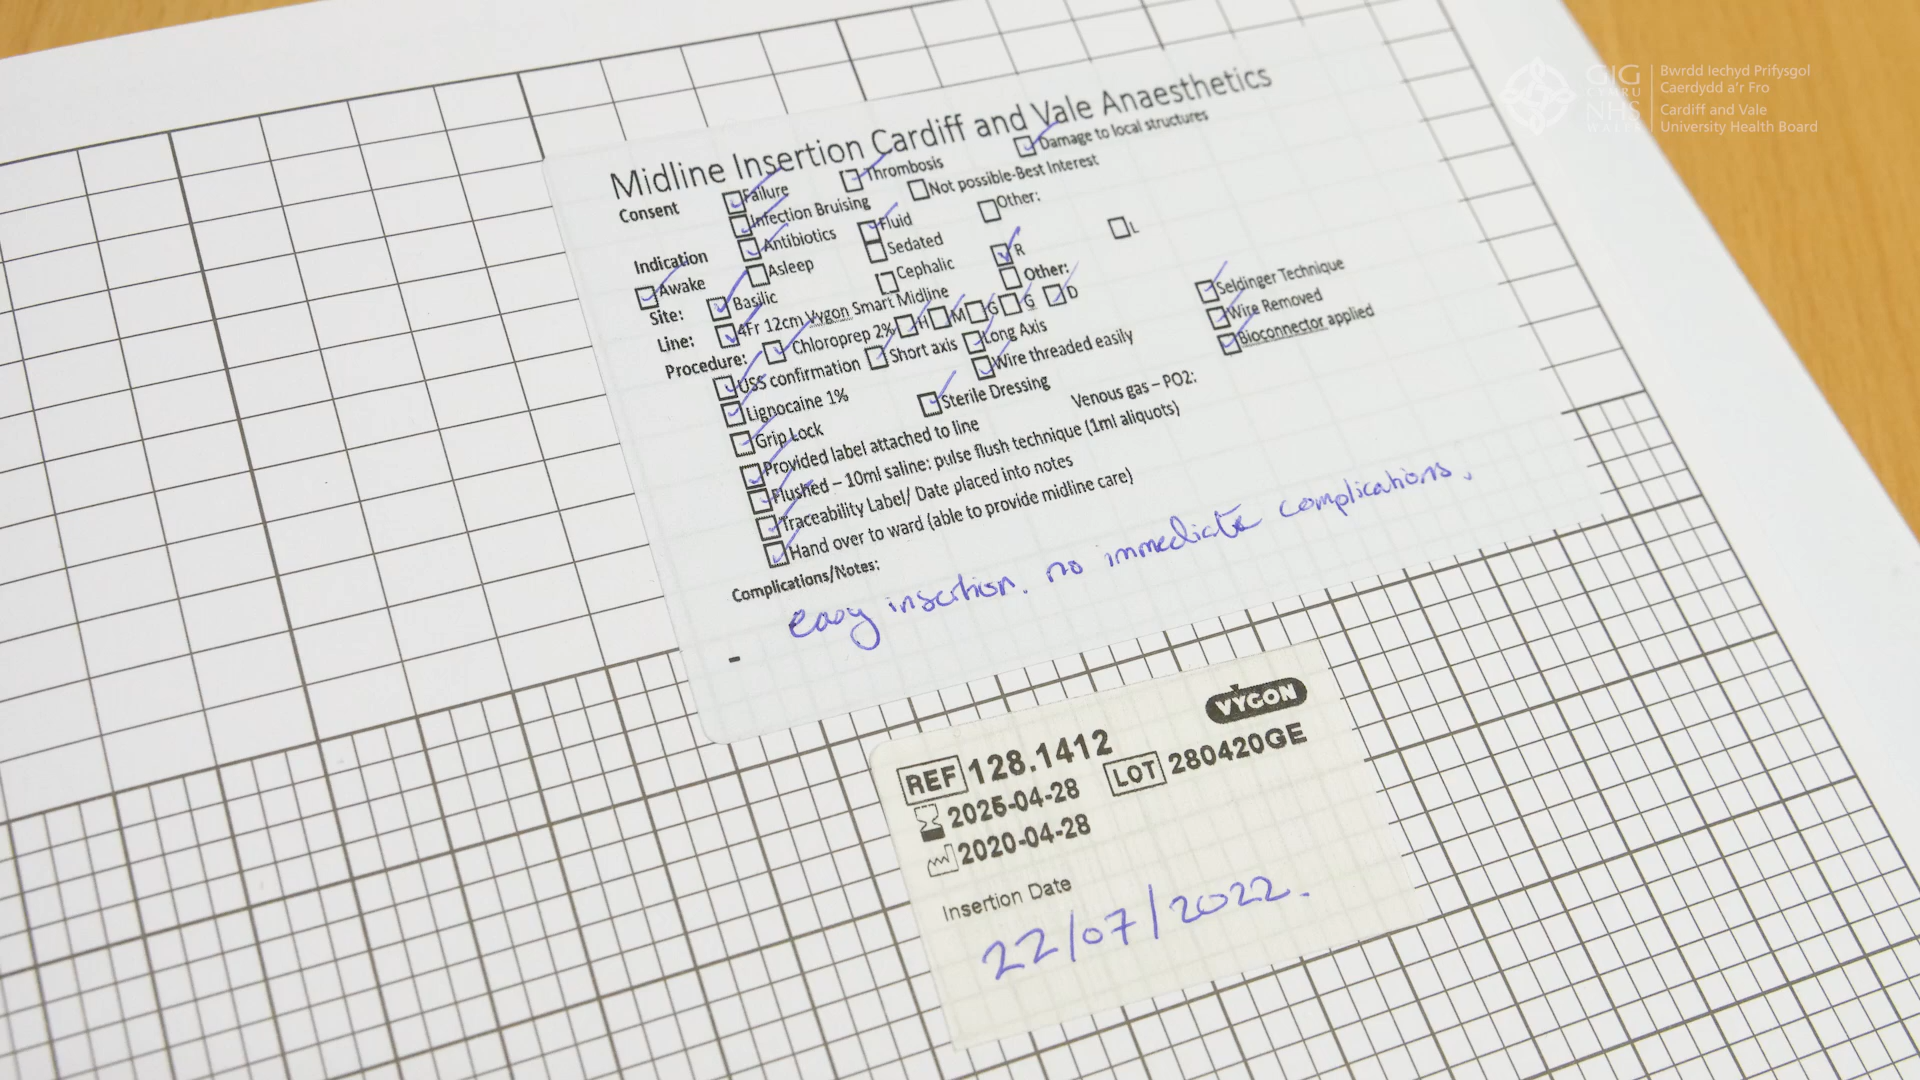 GIG
CYMRU
NHS
WALES
Bwrdd Iechyd Prifysgol
Caerdydd a'r Fro
Cardiff and Vale
University Health Board
Midline Insertion Cardiff and Vale Anaesthetics
Consent Failure Thrombosis Damage to local structures
Infection Bruising Not possible-Best Interest
Indication Antibiotics Fluid Other:
Awake Asleep Sedated
Site: Basilic Cephalic R L
Line: 4Fr 12cm Vygon Smart Midline Other:
Procedure: Chloroprep 2% H M G G D
USS confirmation Short axis Long Axis Seldinger Technique
Lignocaine 1% Wire threaded easily Wire Removed
Grip Lock Sterile Dressing Bioconnector applied
Provided label attached to line Venous gas – PO2:
Flushed – 10ml saline: pulse flush technique (1ml aliquots)
Traceability Label/ Date placed into notes
Hand over to ward (able to provide midline care)
Complications/Notes:
easy insertion. no immediate complications.
-
VYGON
REF 128.1412 LOT 280420GE
2025-04-28
2020-04-28
Insertion Date
22/07/2022.